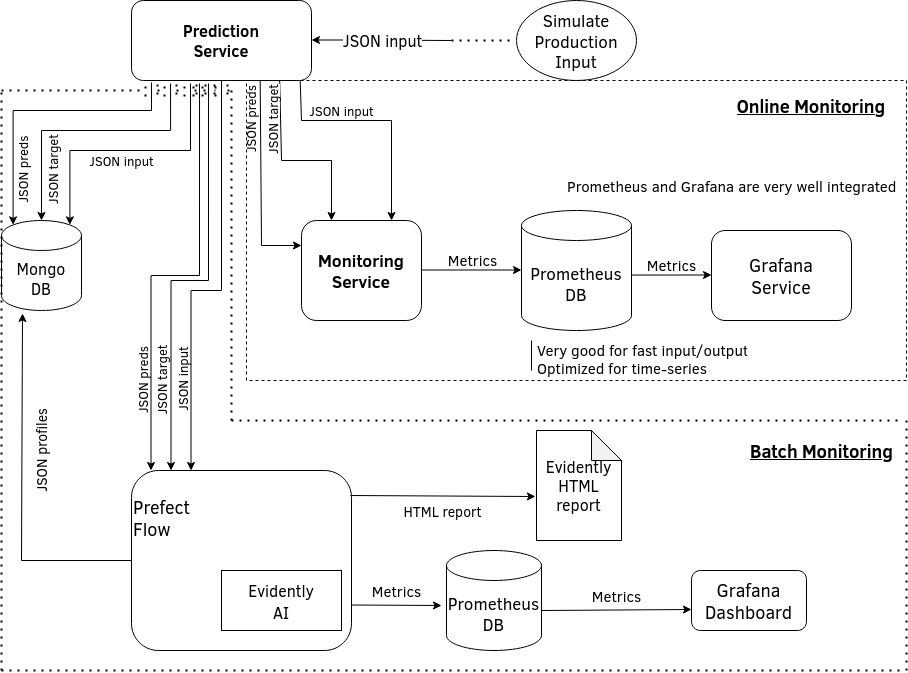 Simulate
Production
Input
Prediction
Service
JSON input
Online Monitoring
JSON preds
JSON target
JSON input
JSON preds
JSON target
JSON input
Prometheus and Grafana are very well integrated
Mongo
DB
Monitoring
Service
Metrics
Prometheus
DB
Metrics
Grafana
Service
Very good for fast input/output
Optimized for time-series
JSON preds
JSON target
JSON input
JSON profiles
Batch Monitoring
Prefect
Flow
HTML report
Evidently
HTML
report
Evidently
AI
Metrics
Prometheus
DB
Metrics
Grafana
Dashboard